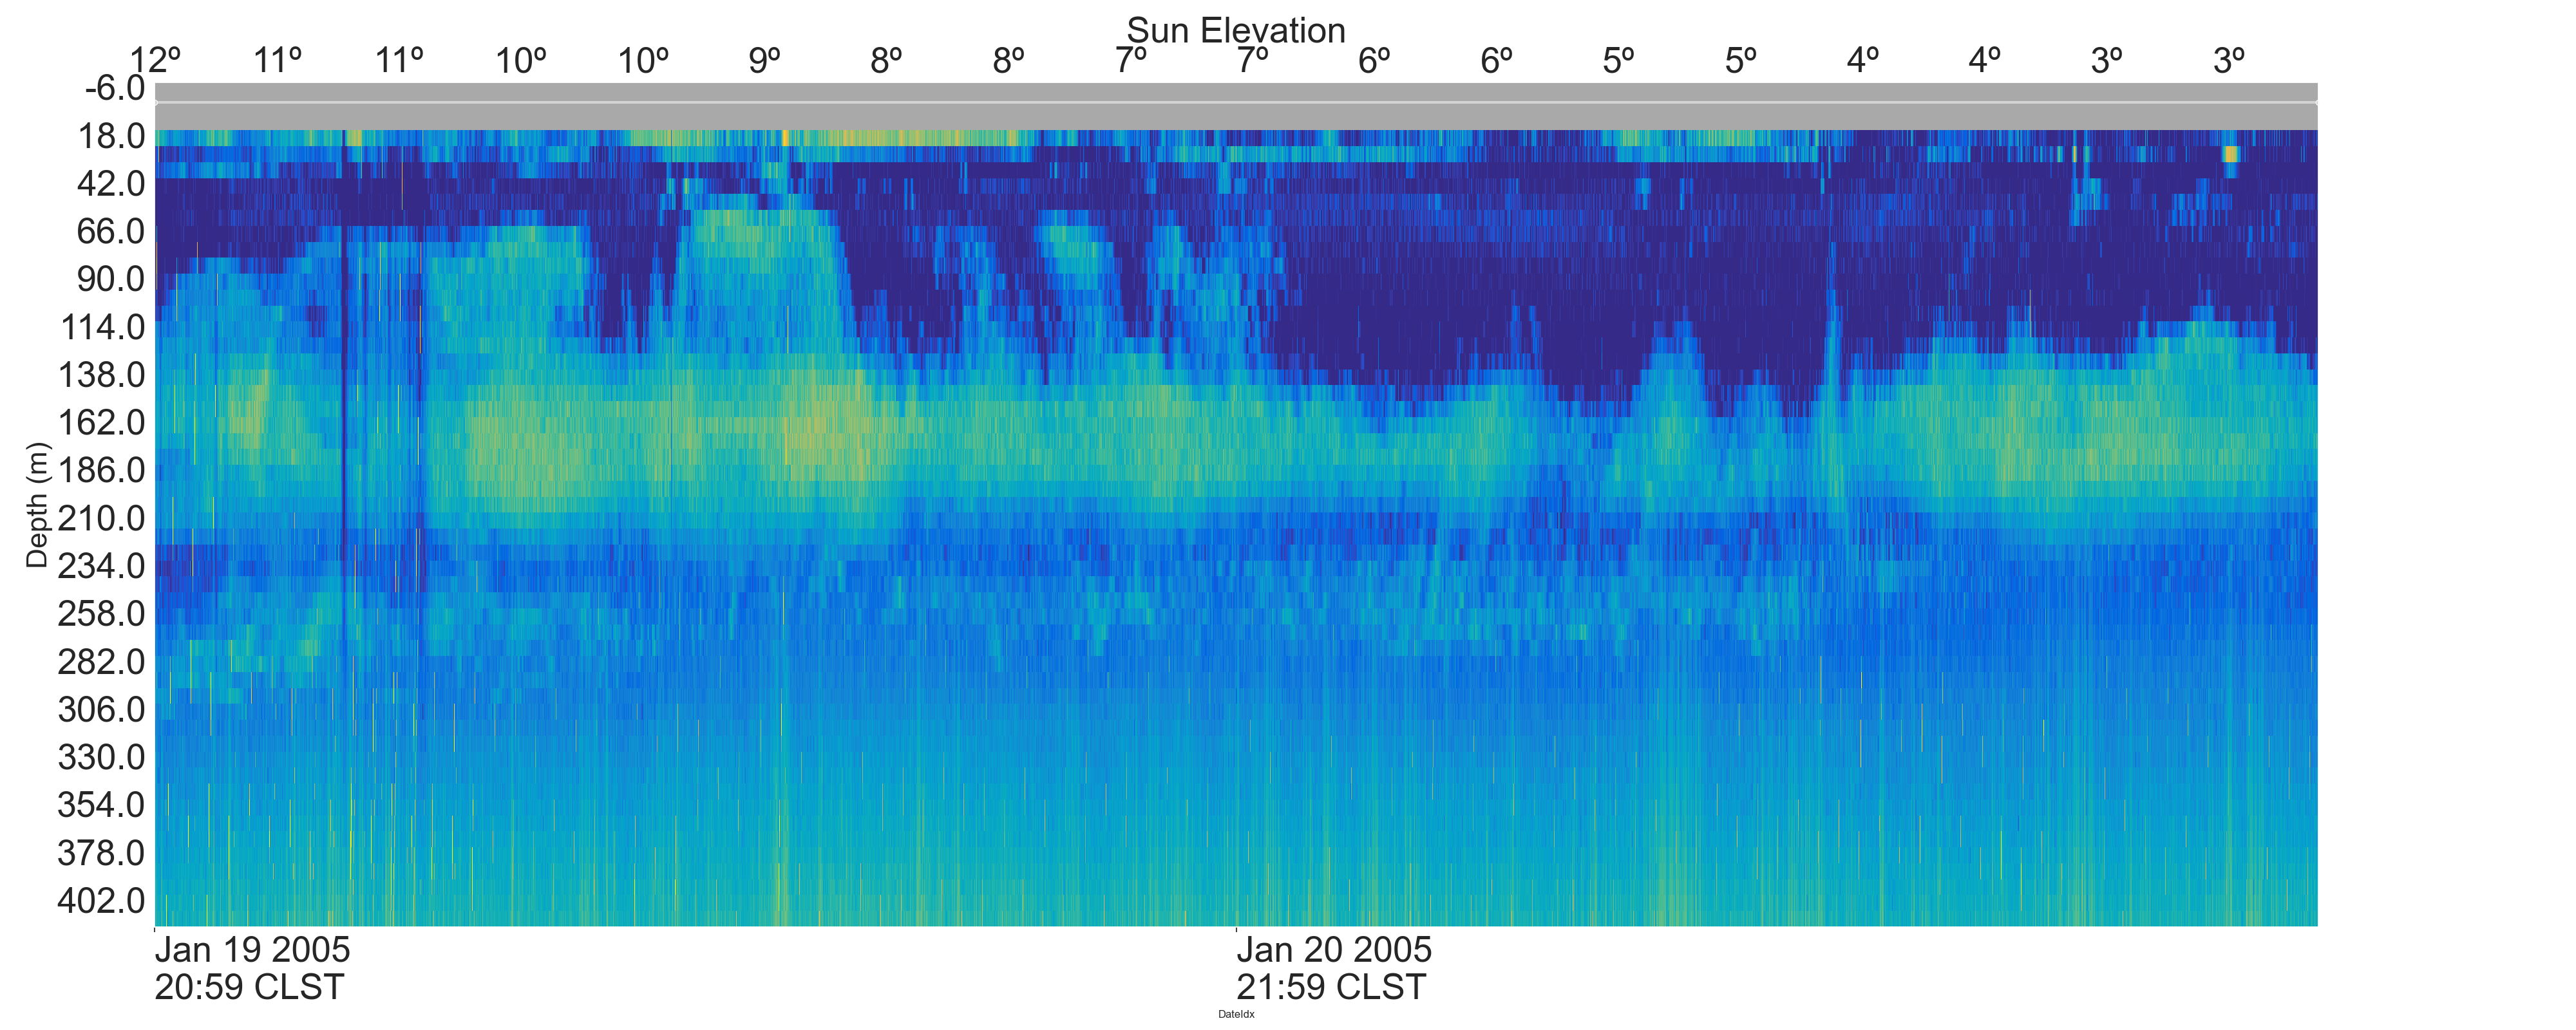 Sun Elevation
12º 11º 11º 10º 10º 9º 8º 8º 7º 7º 6º 6º 5º 5º 4º 4º 3º 3º
-6.0
18.0
42.0
66.0
90.0
114.0
138.0
162.0
186.0
210.0
234.0
258.0
282.0
306.0
330.0
354.0
378.0
402.0
Depth (m)
Jan 19 2005
20:59 CLST
Jan 20 2005
21:59 CLST
DateIdx